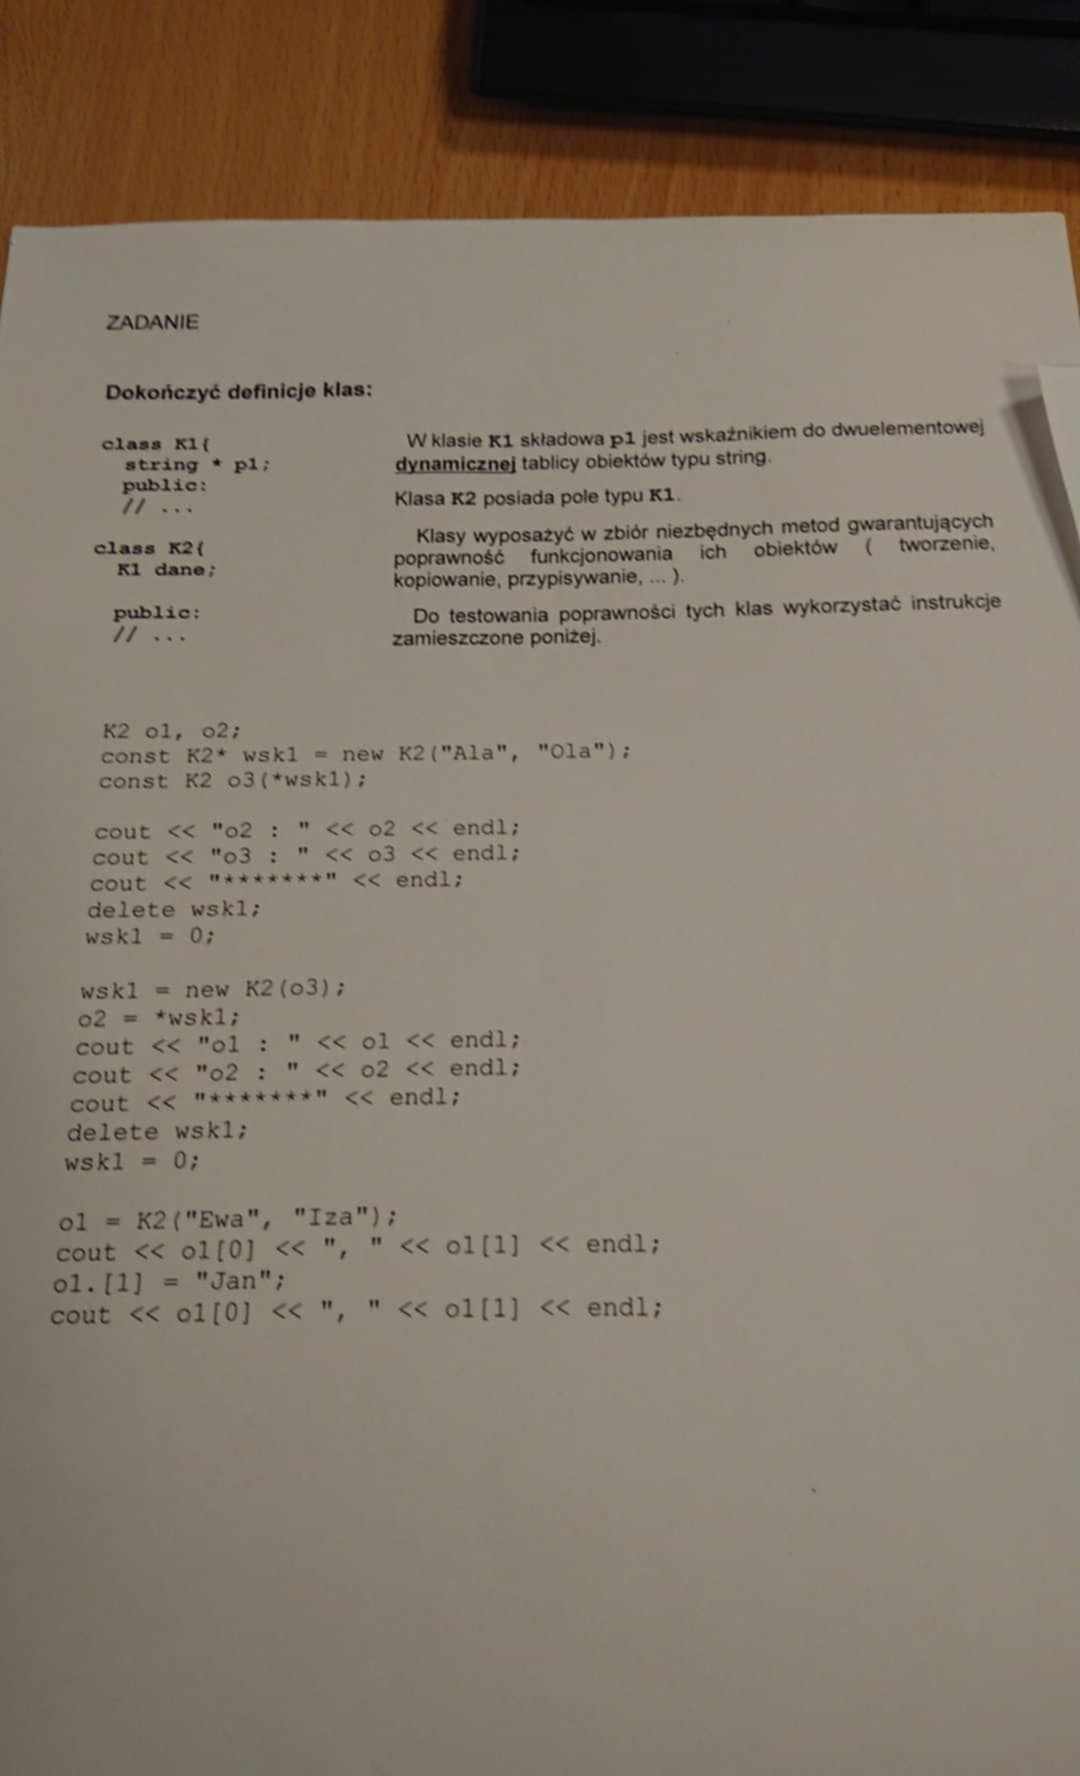 ZADANIE
Dokończyć definicje klas:
class K1{
string * p1;
public:
// ...
class K2{
K1 dane;
public:
// ...
W klasie K1 składowa p1 jest wskaźnikiem do dwuelementowej
dynamicznej tablicy obiektów typu string.
Klasa K2 posiada pole typu K1.
Klasy wyposażyć w zbiór niezbędnych metod gwarantujących
poprawność funkcjonowania ich obiektów ( tworzenie,
kopiowanie, przypisywanie, ... ).
Do testowania poprawności tych klas wykorzystać instrukcje
zamieszczone poniżej.
K2 o1, o2;
const K2* wsk1 = new K2("Ala", "Ola");
const K2 o3(*wsk1);
cout << "o2 : " << o2 << endl;
cout << "o3 : " << o3 << endl;
cout << "*******" << endl;
delete wsk1;
wsk1 = 0;
wsk1 = new K2(o3);
o2 = *wsk1;
cout << "o1 : " << o1 << endl;
cout << "o2 : " << o2 << endl;
cout << "*******" << endl;
delete wsk1;
wsk1 = 0;
o1 = K2("Ewa", "Iza");
cout << o1[0] << ", " << o1[1] << endl;
o1.[1] = "Jan";
cout << o1[0] << ", " << o1[1] << endl;